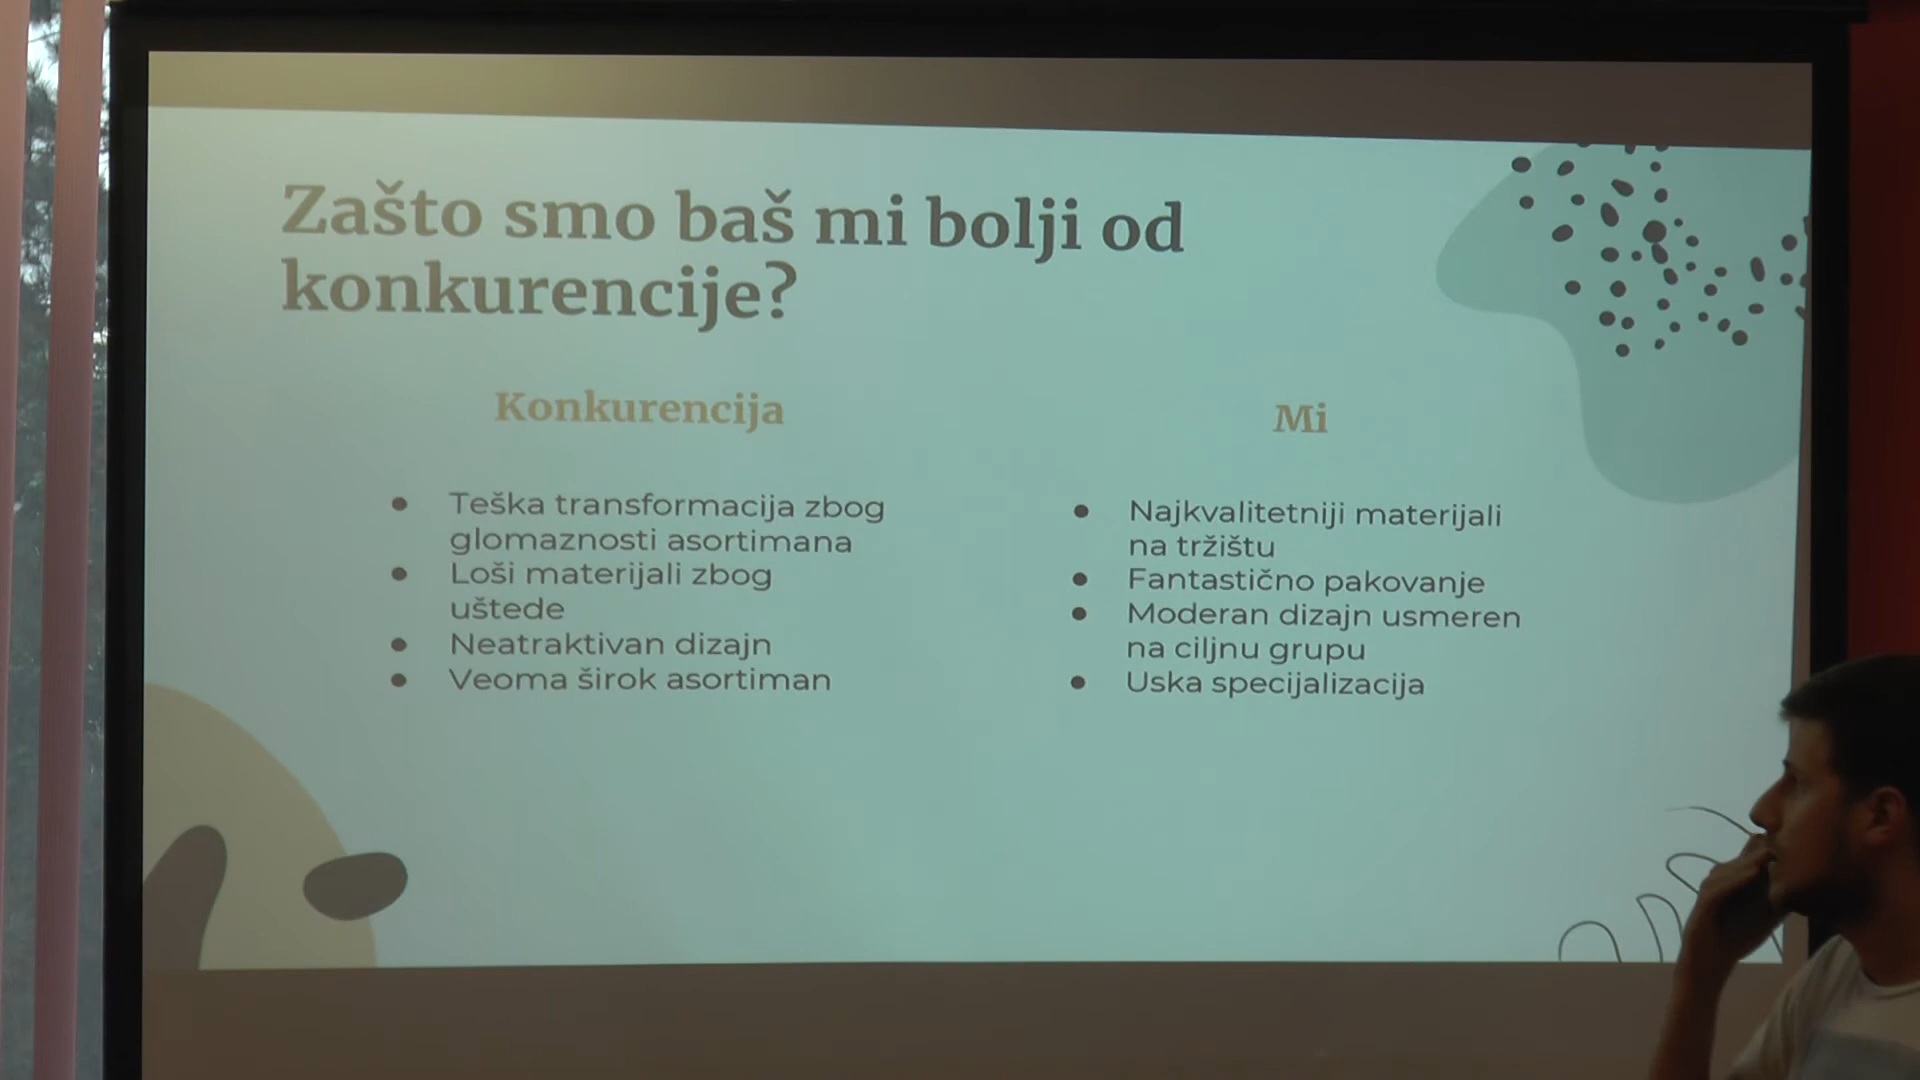 Zašto smo baš mi bolji od
konkurencije?
Konkurencija
Teška transformacija zbog
glomaznosti asortimana
Loši materijali zbog
uštede
Neatraktivan dizajn
Veoma širok asortiman
Mi
Najkvalitetniji materijali
na tržištu
Fantastično pakovanje
Moderan dizajn usmeren
na ciljnu grupu
Uska specijalizacija